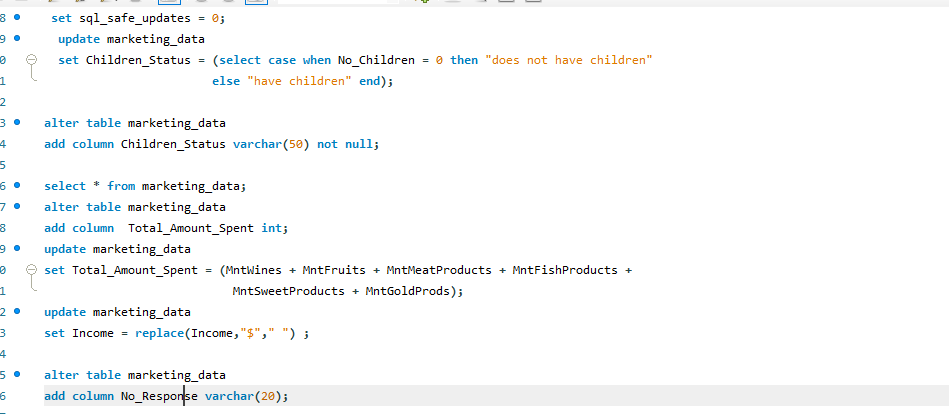 8 set sql_safe_updates = 0;
9 update marketing_data
0 set Children_Status = (select case when No_Children = 0 then "does not have children"
1 else "have children" end);
2
3 alter table marketing_data
4 add column Children_Status varchar(50) not null;
5
6 select * from marketing_data;
7 alter table marketing_data
8 add column  Total_Amount_Spent int;
9 update marketing_data
0 set Total_Amount_Spent = (MntWines + MntFruits + MntMeatProducts + MntFishProducts +
1 MntSweetProducts + MntGoldProds);
2 update marketing_data
3 set Income = replace(Income,"$"," ") ;
4
5 alter table marketing_data
6 add column No_Response varchar(20);